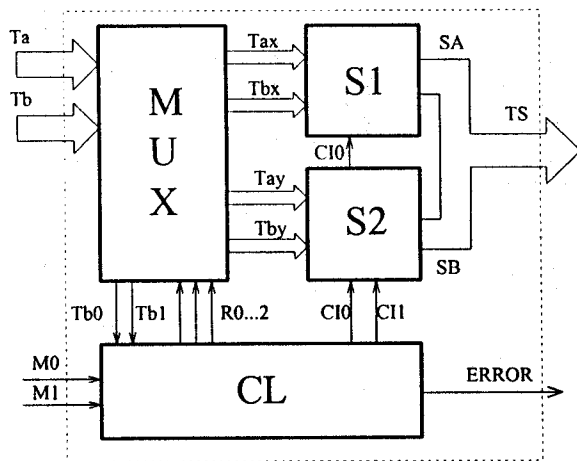 Ta
Tb
M
U
X
Tax
Tbx
Tay
Tby
S1
CI0
S2
SA
SB
TS
Tb0
Tb1
R0...2
CI0
CI1
M0
M1
CL
ERROR